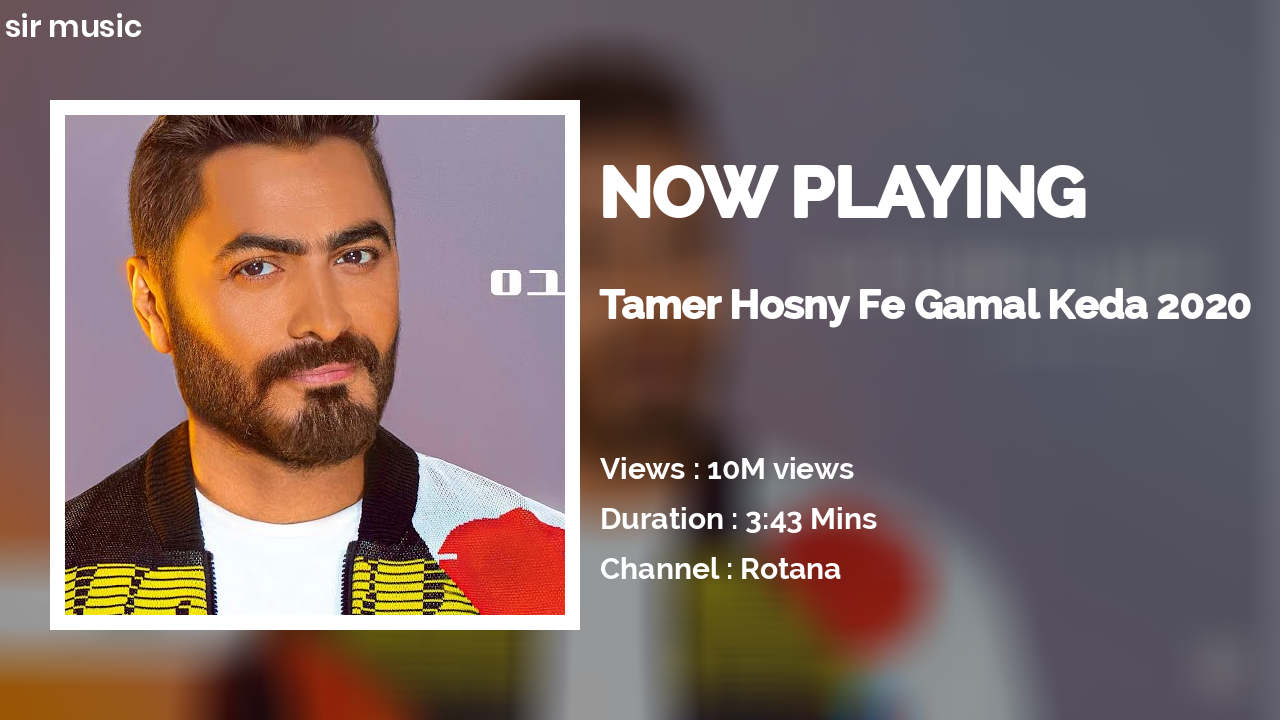 sir music
NOW PLAYING
Tamer Hosny Fe Gamal Keda 2020
Views : 10M views
Duration : 3:43 Mins
Channel : Rotana